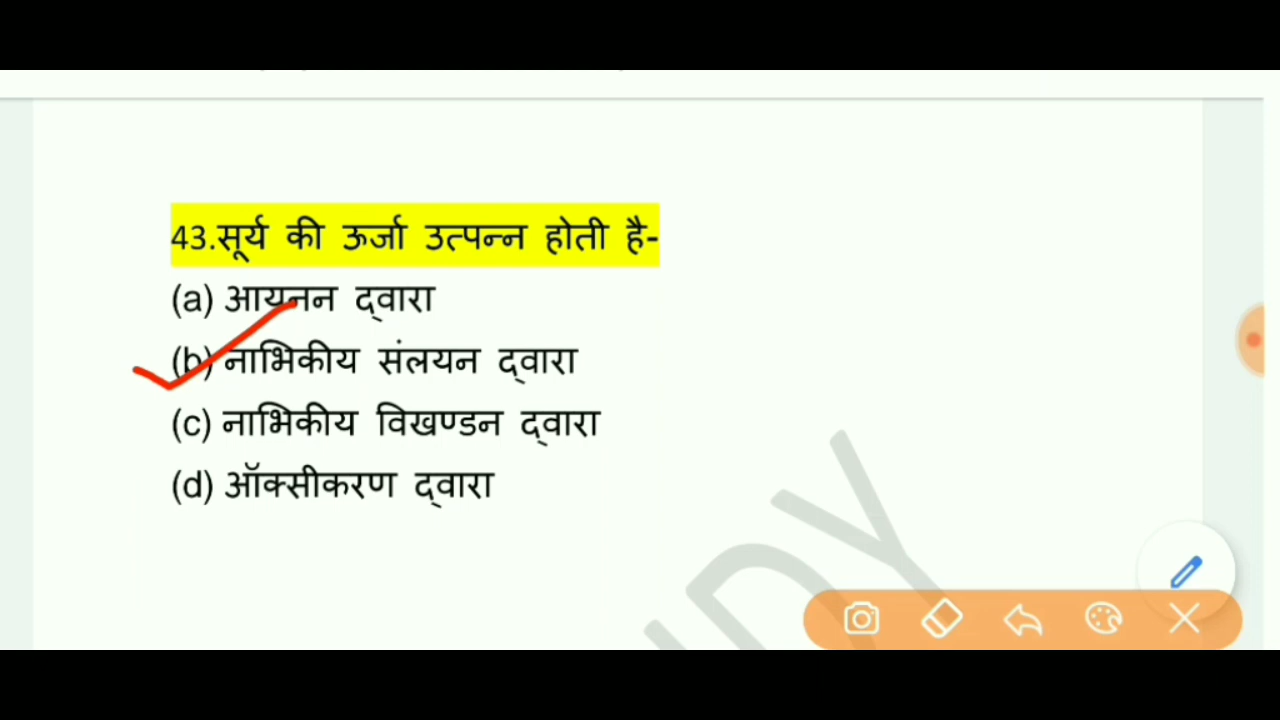 43.सूर्य की ऊर्जा उत्पन्न होती है-
(a) आयनन द्वारा
(b) नाभिकीय संलयन द्वारा
(c) नाभिकीय विखण्डन द्वारा
(d) ऑक्सीकरण द्वारा